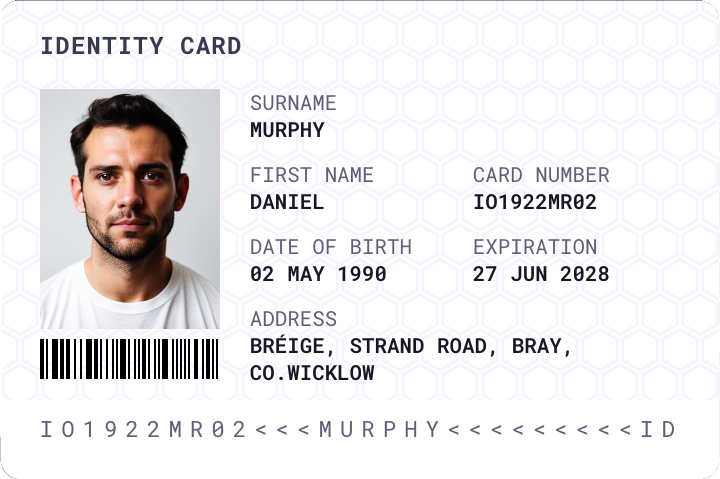 IDENTITY CARD
SURNAME
MURPHY
FIRST NAME
DANIEL
CARD NUMBER
IO1922MR02
DATE OF BIRTH
02 MAY 1990
EXPIRATION
27 JUN 2028
ADDRESS
BRÉIGE, STRAND ROAD, BRAY,
CO.WICKLOW
IO1922MR02<<<MURPHY<<<<<<<<<ID